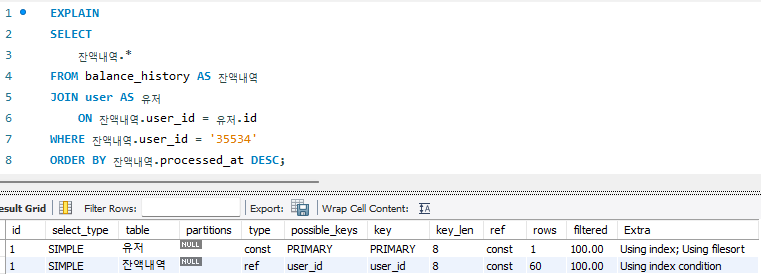 1 EXPLAIN
2 SELECT
3 잔액내역.*
4 FROM balance_history AS 잔액내역
5 JOIN user AS 유저
6 ON 잔액내역.user_id = 유저.id
7 WHERE 잔액내역.user_id = '35534'
8 ORDER BY 잔액내역.processed_at DESC;
esult Grid Filter Rows: Export: Wrap Cell Content: IA
id select_type table partitions type possible_keys key key_len ref rows filtered Extra
1 SIMPLE 유저 NULL const PRIMARY PRIMARY 8 const 1 100.00 Using index; Using filesort
1 SIMPLE 잔액내역 NULL ref user_id user_id 8 const 60 100.00 Using index condition